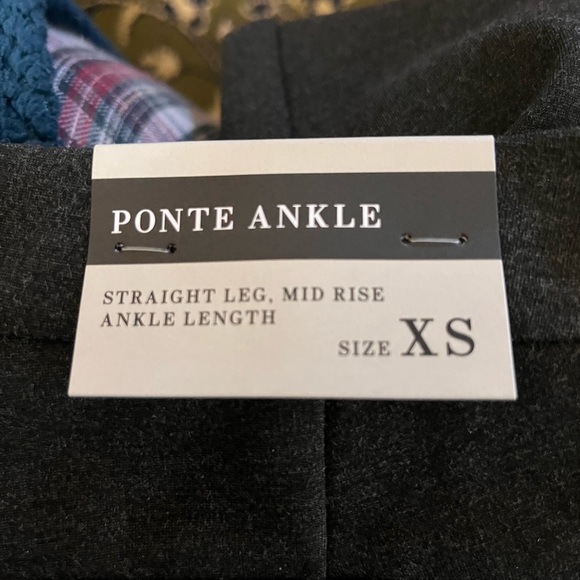 PONTE ANKLE
STRAIGHT LEG, MID RISE
ANKLE LENGTH
SIZE XS